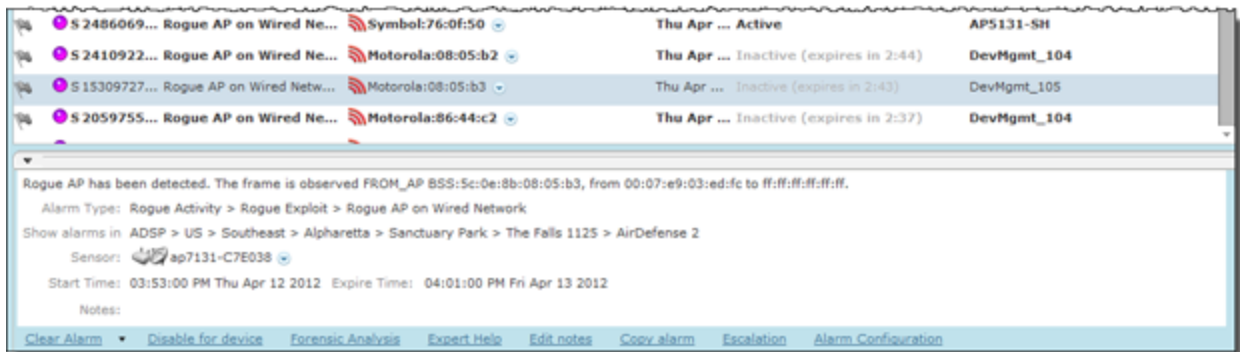 S 2486069... Rogue AP on Wired Ne... Symbol:76:0f:50 Thu Apr ... Active AP5131-SH
S 2410922... Rogue AP on Wired Ne... Motorola:08:05:b2 Thu Apr ... Inactive (expires in 2:44) DevMgmt_104
S 15309727... Rogue AP on Wired Netw... Motorola:08:05:b3 Thu Apr ... Inactive (expires in 2:43) DevMgmt_105
S 2059755... Rogue AP on Wired Ne... Motorola:86:44:c2 Thu Apr ... Inactive (expires in 2:37) DevMgmt_104
Rogue AP has been detected. The frame is observed FROM_AP BSS:5c:0e:8b:08:05:b3, from 00:07:e9:03:ed:fc to ff:ff:ff:ff:ff:ff.
Alarm Type: Rogue Activity > Rogue Exploit > Rogue AP on Wired Network
Show alarms in ADSP > US > Southeast > Alpharetta > Sanctuary Park > The Falls 1125 > AirDefense 2
Sensor: ap7131-C7E038
Start Time: 03:53:00 PM Thu Apr 12 2012 Expire Time: 04:01:00 PM Fri Apr 13 2012
Notes:
Clear Alarm Disable for device Forensic Analysis Expert Help Edit notes Copy alarm Escalation Alarm Configuration